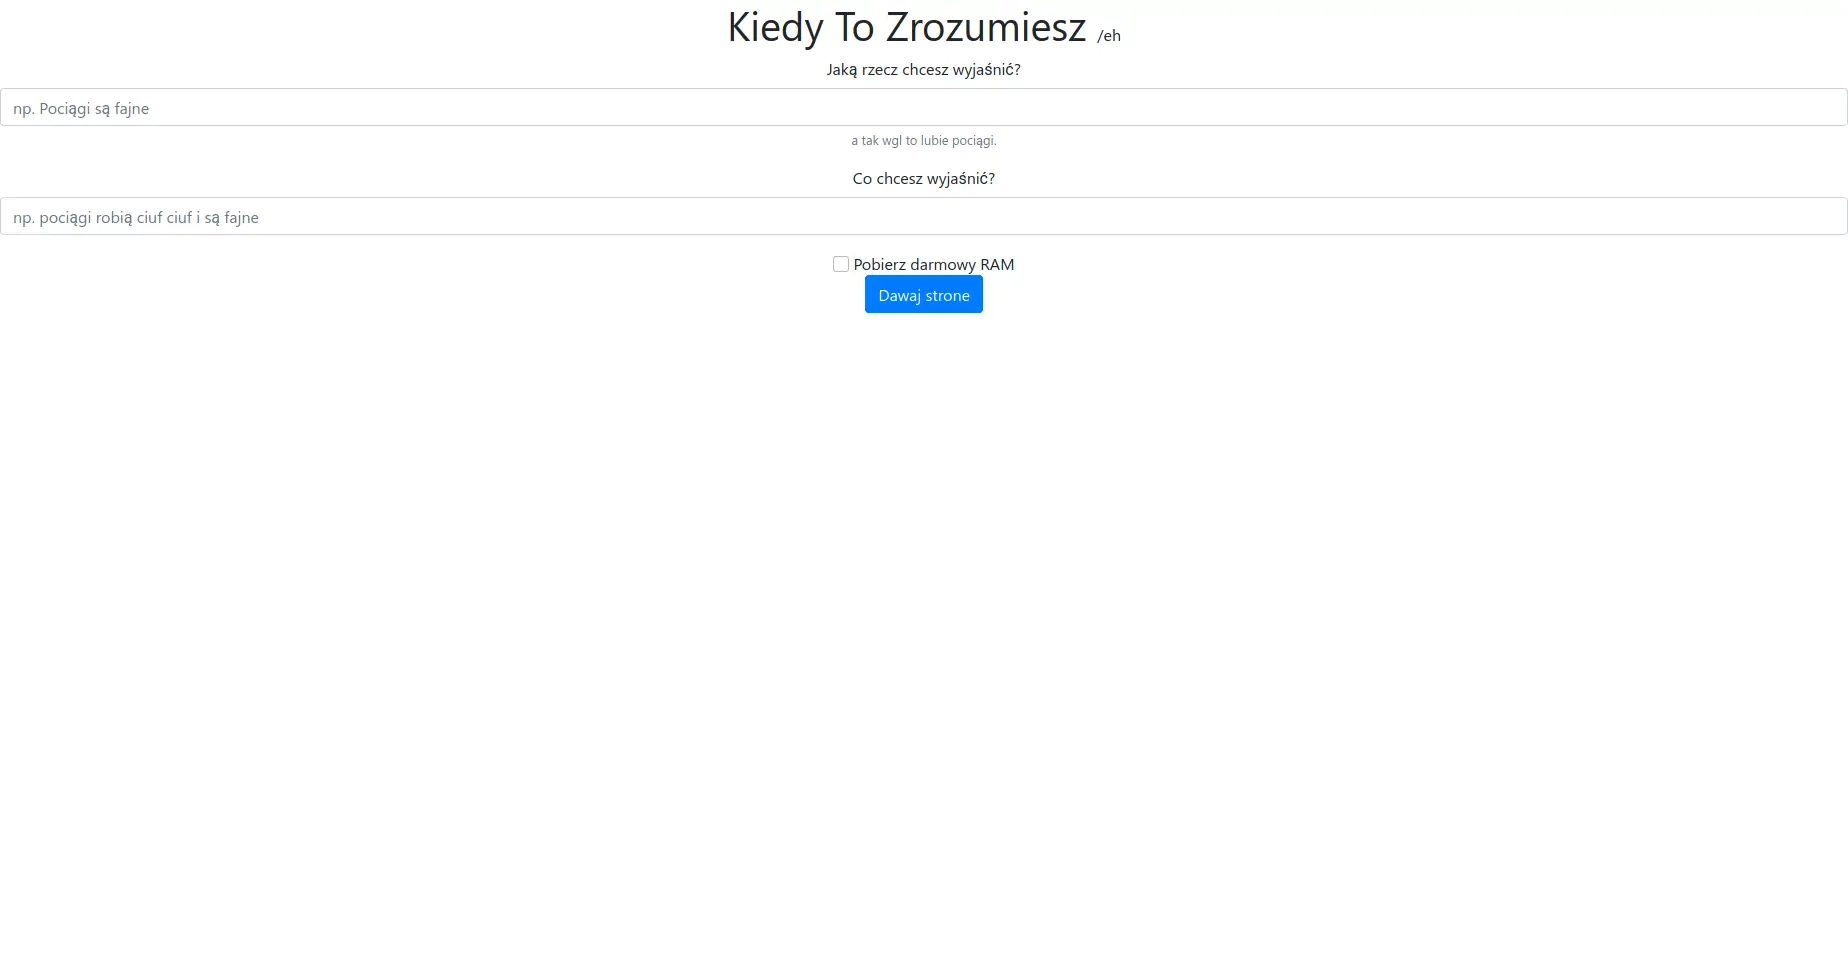 Kiedy To Zrozumiesz /eh
Jaką rzecz chcesz wyjaśnić?
np. Pociągi są fajne
a tak wgl to lubie pociągi.
Co chcesz wyjaśnić?
np. pociągi robią ciuf ciuf i są fajne
Pobierz darmowy RAM
Dawaj strone